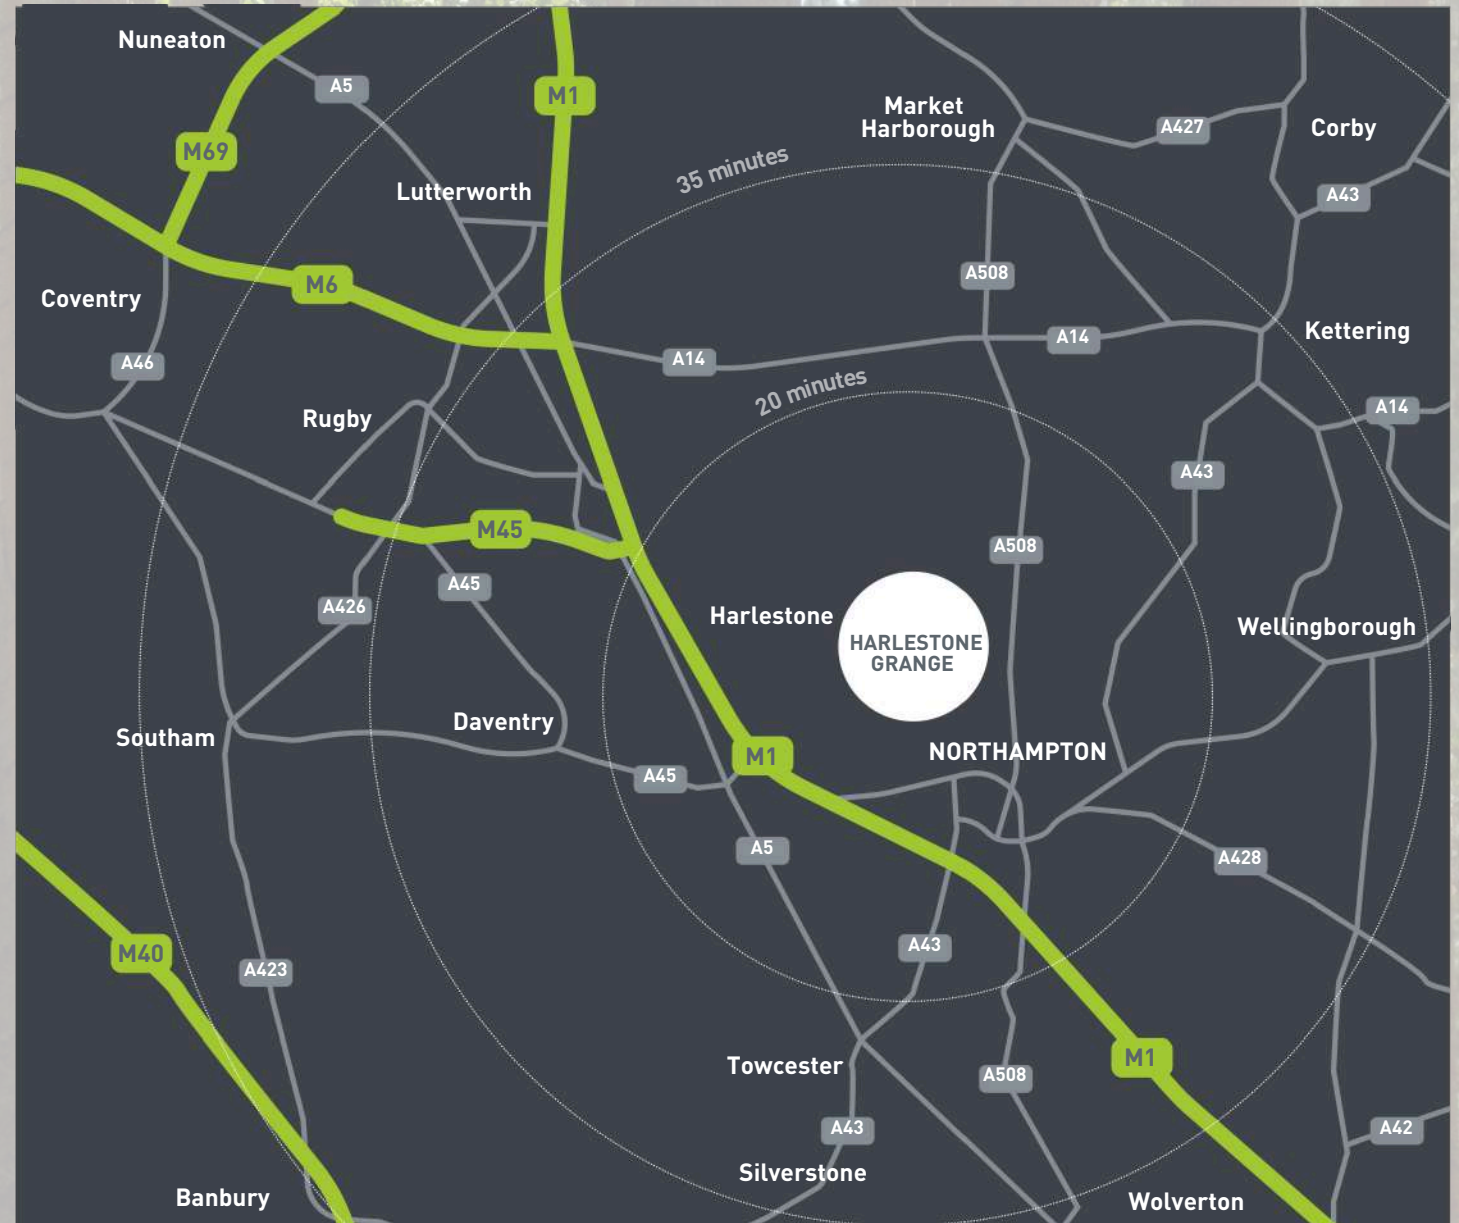 Nuneaton
A5
M1
Market
Harborough
A427
Corby
M69
35 minutes
Lutterworth
A43
A508
M6
Coventry
Kettering
A14
A14
A46
20 minutes
A14
Rugby
A43
M45
A508
A45
A426
Harlestone
HARLESTONE
GRANGE
Wellingborough
Daventry
Southam
NORTHAMPTON
M1
A45
A5
A428
A43
M40
A423
M1
Towcester
A508
A43
A42
Silverstone
Banbury
Wolverton